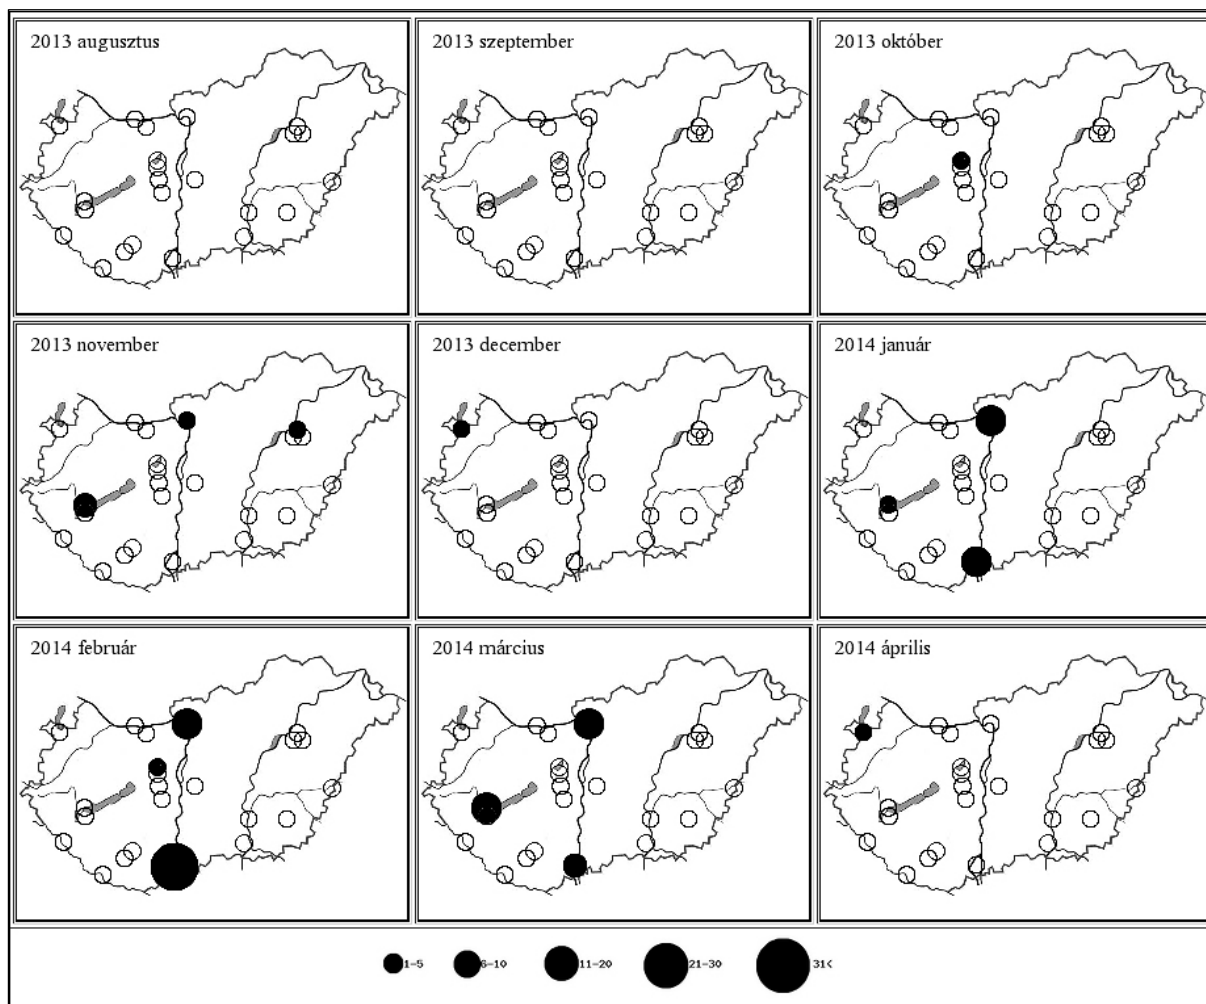 2013 augusztus
2013 szeptember
2013 október
2013 november
2013 december
2014 január
2014 február
2014 március
2014 április
1-5 6-10 11-20 21-30 31<